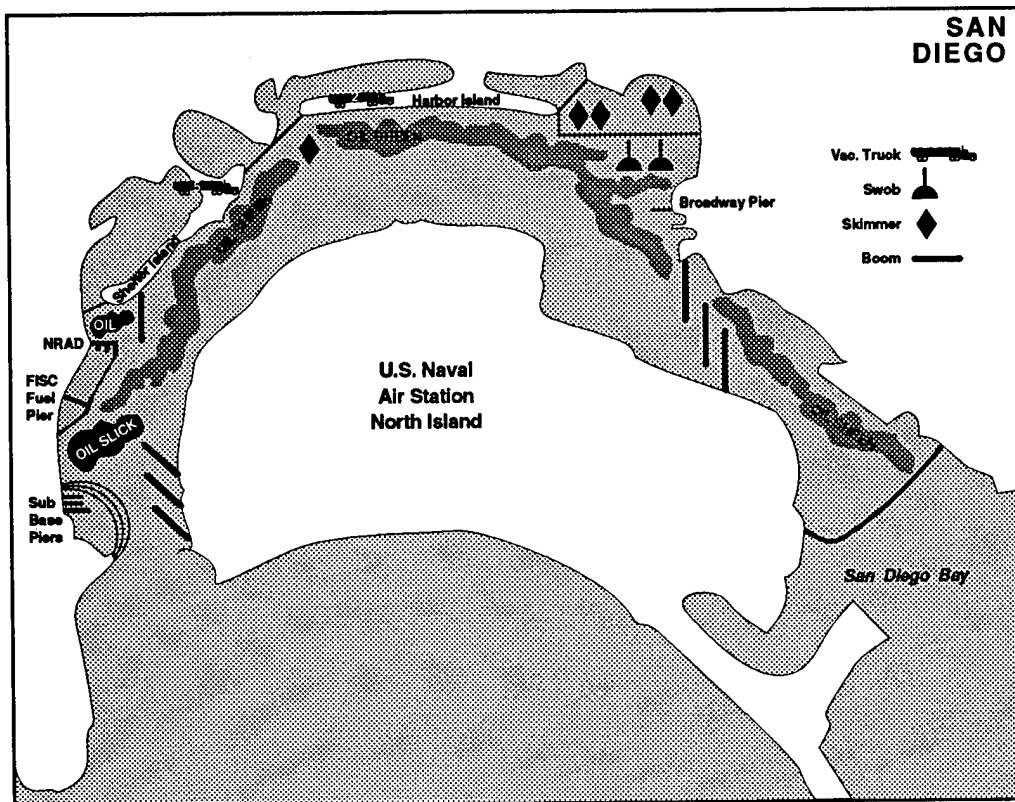 SAN
DIEGO
Harbor Island
Vac. Truck
Swob
Skimmer
Boom
Broadway Pier
Shelter Island
OIL
NRAD
FISC
Fuel
Pier
OIL SLICK
Sub
Base
Piers
U.S. Naval
Air Station
North Island
San Diego Bay